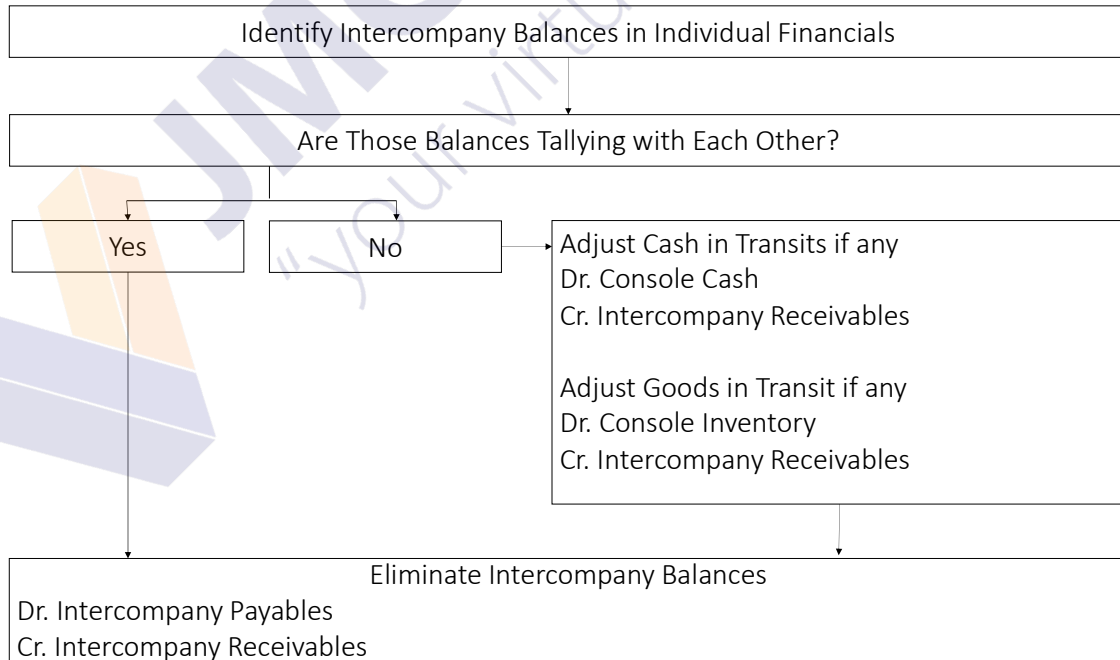 Identify Intercompany Balances in Individual Financials
Are Those Balances Tallying with Each Other?
Yes
No
Adjust Cash in Transits if any
Dr. Console Cash
Cr. Intercompany Receivables
Adjust Goods in Transit if any
Dr. Console Inventory
Cr. Intercompany Receivables
Eliminate Intercompany Balances
Dr. Intercompany Payables
Cr. Intercompany Receivables
"your